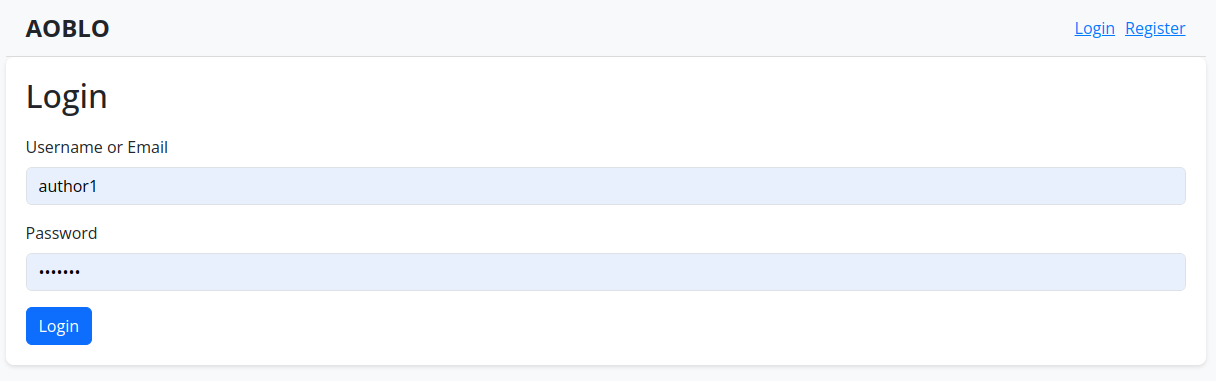 AOBLO
Login Register
Login
Username or Email
author1
Password
•••••••
Login